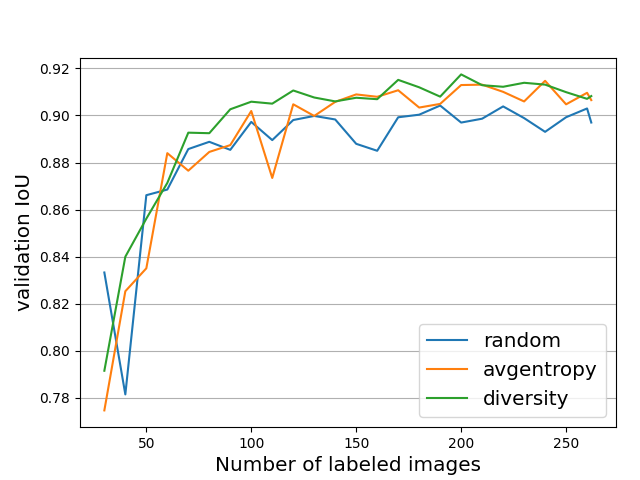 0.92
0.90
0.88
0.86
0.84
0.82
0.80
0.78
validation IoU
random
avgentropy
diversity
50 100 150 200 250
Number of labeled images